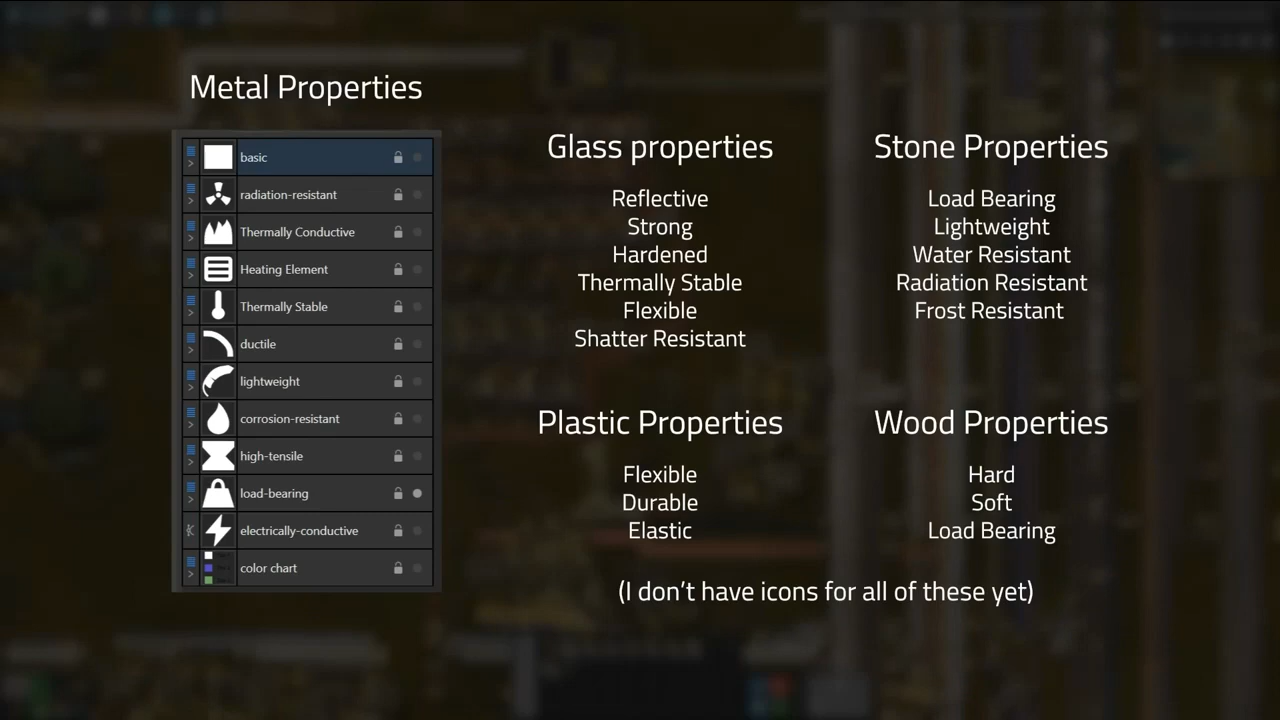 Metal Properties
basic
radiation-resistant
Thermally Conductive
Heating Element
Thermally Stable
ductile
lightweight
corrosion-resistant
high-tensile
load-bearing
electrically-conductive
color chart
Glass properties
Reflective
Strong
Hardened
Thermally Stable
Flexible
Shatter Resistant
Stone Properties
Load Bearing
Lightweight
Water Resistant
Radiation Resistant
Frost Resistant
Plastic Properties
Flexible
Durable
Elastic
Wood Properties
Hard
Soft
Load Bearing
(I don't have icons for all of these yet)